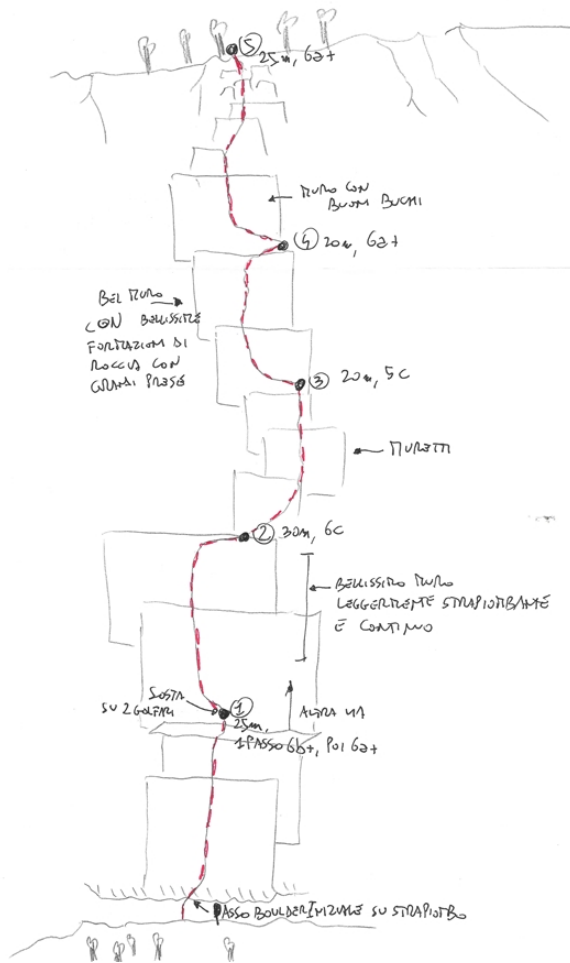 ⑤
25m, 6a+
MURO CON
BUONI BUCHI
④ 20m, 6a+
BEL MURO
CON BELLISSIME
FORMAZIONI DI
ROCCIA CON
GRANDI PRESE
③ 20m, 5C
MURETTI
② 30m, 6C
BELLISSIMO MURO
LEGGERMENTE STRAPIOMBANTE
E CONTINUO
SOSTA
SU 2 GOLFARI
①
25m,
1 PASSO 6b+, POI 6a+
ALTRA VIA
PASSO BOULDER INIZIALE SU STRAPIOMBO